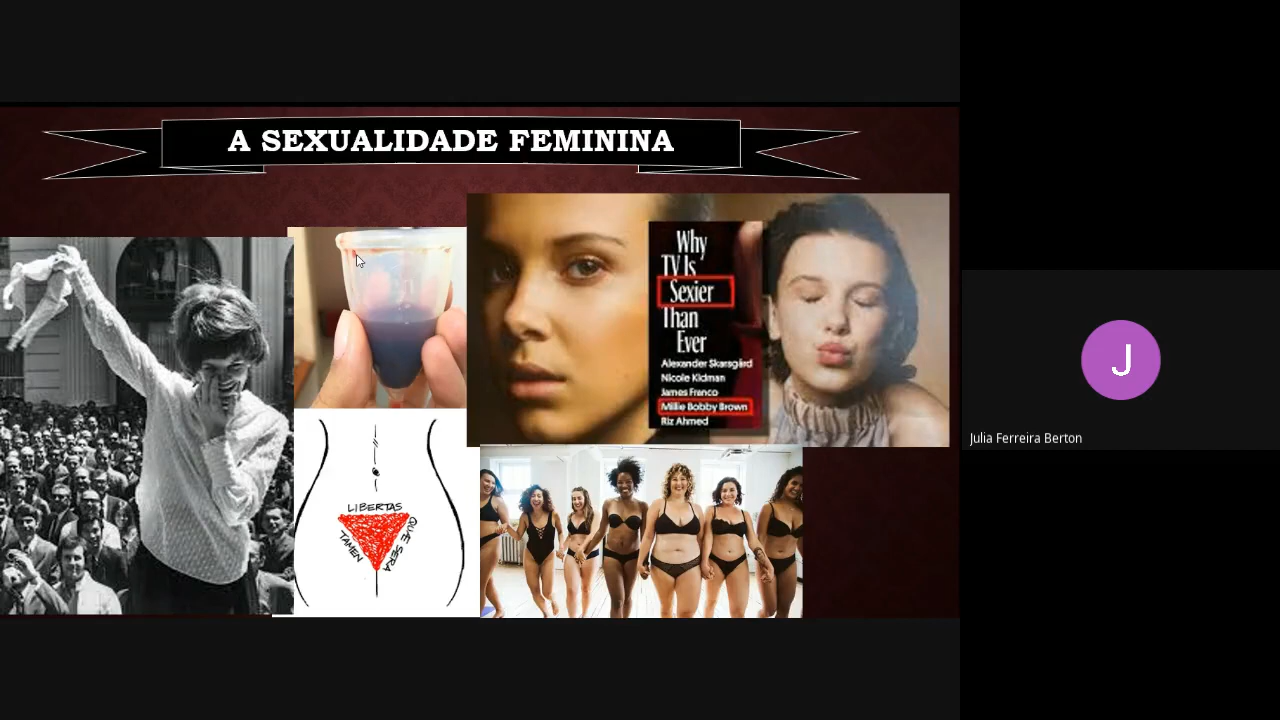 A SEXUALIDADE FEMININA
Why
TV Is
Sexier
Than
Ever
Alexander Skarsgård
Nicole Kidman
James Franco
Millie Bobby Brown
Riz Ahmed
LIBERTAS
QUÆ SERA
TAMEN
J
Julia Ferreira Berton